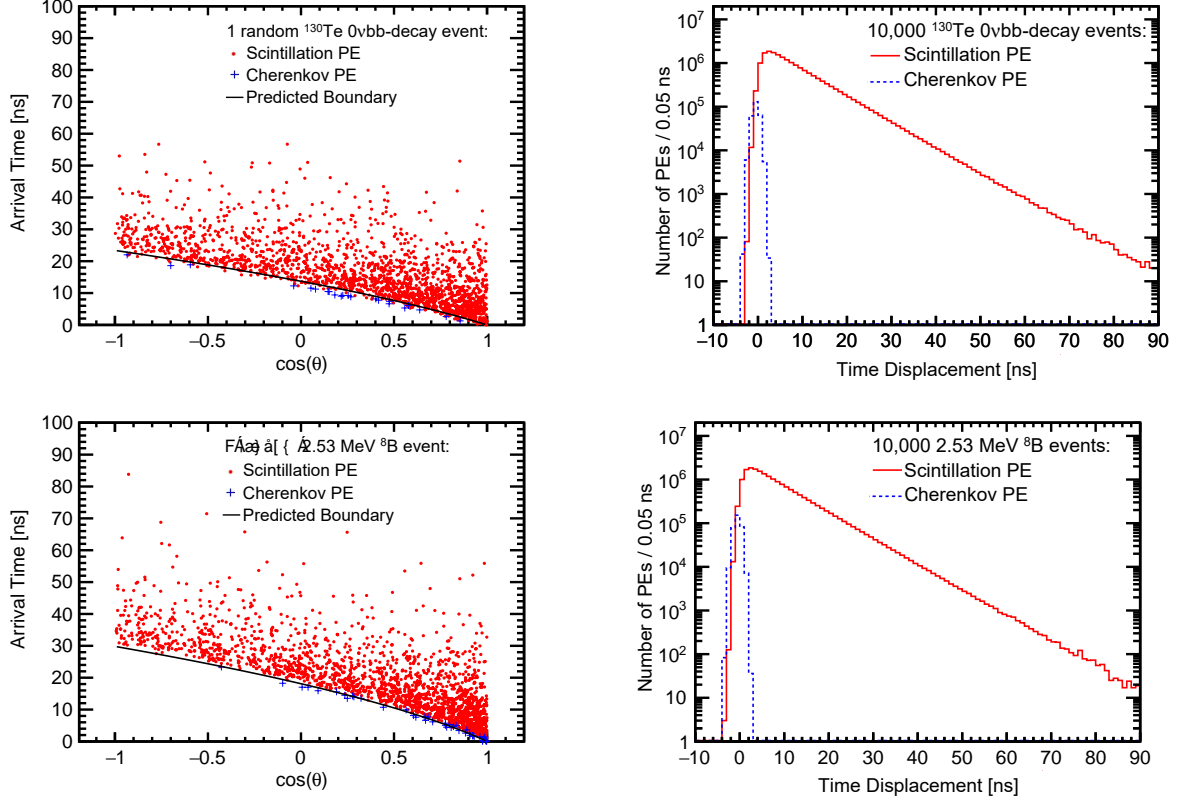 1 random ¹³⁰Te 0νbb-decay event:
Scintillation PE
Cherenkov PE
Predicted Boundary
Arrival Time [ns]
100
90
80
70
60
50
40
30
20
10
0
−1 −0.5 0 0.5 1
cos(θ)
10,000 ¹³⁰Te 0νbb-decay events:
Scintillation PE
Cherenkov PE
Number of PEs / 0.05 ns
10⁷
10⁶
10⁵
10⁴
10³
10²
10
1
−10 0 10 20 30 40 50 60 70 80 90
Time Displacement [ns]
2.53 MeV ⁸B event:
Scintillation PE
Cherenkov PE
Predicted Boundary
Arrival Time [ns]
100
90
80
70
60
50
40
30
20
10
0
−1 −0.5 0 0.5 1
cos(θ)
10,000 2.53 MeV ⁸B events:
Scintillation PE
Cherenkov PE
Number of PEs / 0.05 ns
10⁷
10⁶
10⁵
10⁴
10³
10²
10
1
−10 0 10 20 30 40 50 60 70 80 90
Time Displacement [ns]